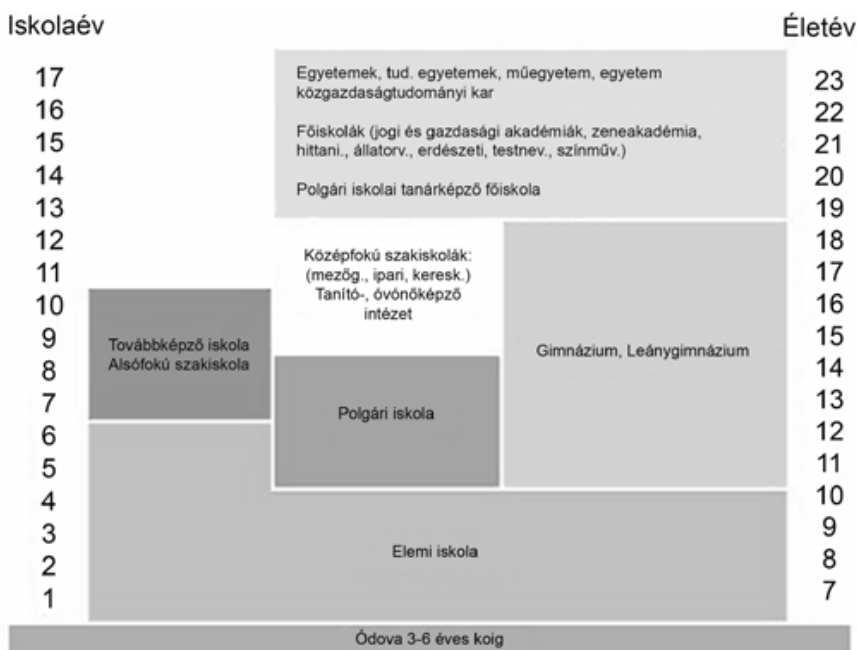 Iskolaév
Életév
17
16
15
14
13
12
11
10
9
8
7
6
5
4
3
2
1
Egyetemek, tud. egyetemek, műegyetem, egyetem
közgazdaságtudományi kar
Főiskolák (jogi és gazdasági akadémiák, zeneakadémia,
hittani., állatorv., erdészeti, testnev., színműv.)
Polgári iskolai tanárképző főiskola
Középfokú szakiskolák:
(mezőg., ipari, keresk.)
Tanító-, óvónőképző
intézet
Továbbképző iskola
Alsófokú szakiskola
Polgári iskola
Gimnázium, Leánygimnázium
Elemi iskola
23
22
21
20
19
18
17
16
15
14
13
12
11
10
9
8
7
Ódova 3-6 éves koig